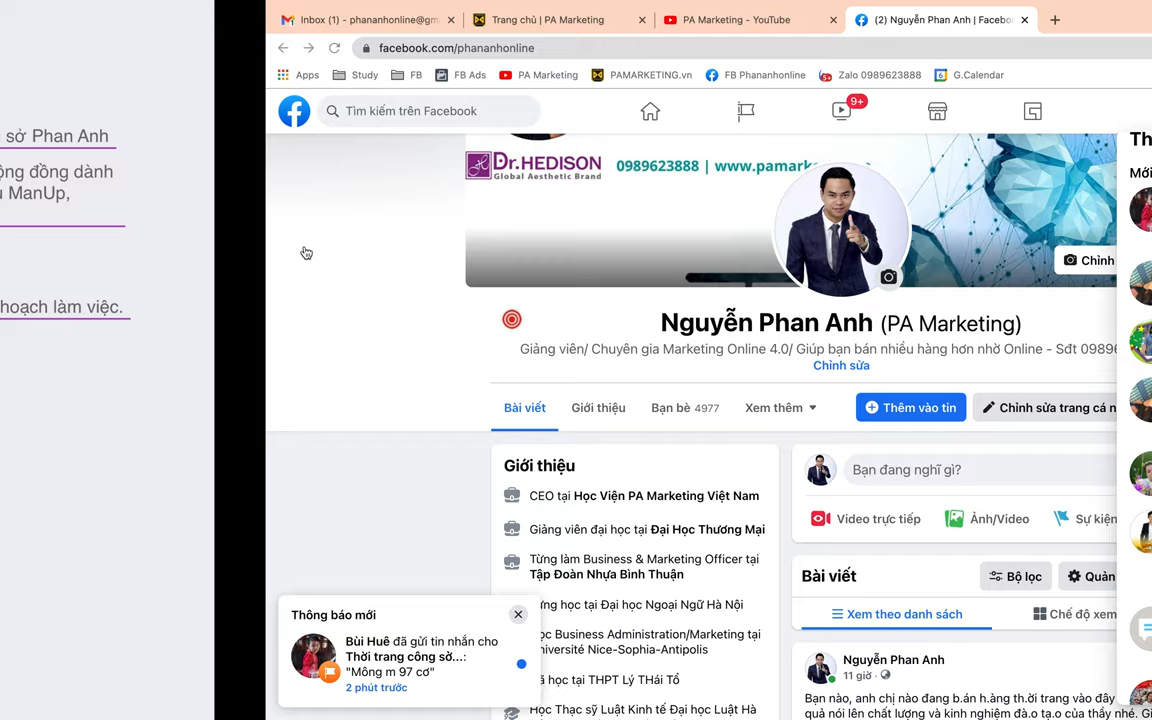 Inbox (1) - phananhonline@gm
Trang chủ | PA Marketing
PA Marketing - YouTube
(2) Nguyễn Phan Anh | Facebo
facebook.com/phananhonline
Apps
Study
FB
FB Ads
PA Marketing
PAMARKETING.vn
FB Phananhonline
Zalo 0989623888
G.Calendar
Tìm kiếm trên Facebook
9+
sở Phan Anh
ộng đồng dành
ManUp,
hoạch làm việc.
Dr.HEDISON
Global Aesthetic Brand
0989623888 | www.pamark
Chỉnh
Th
Mới
Nguyễn Phan Anh (PA Marketing)
Giảng viên/ Chuyên gia Marketing Online 4.0/ Giúp bạn bán nhiều hàng hơn nhờ Online - Sđt 09896
Chỉnh sửa
Bài viết
Giới thiệu
Bạn bè 4977
Xem thêm
Thêm vào tin
Chỉnh sửa trang cá n
Giới thiệu
CEO tại Học Viện PA Marketing Việt Nam
Giảng viên đại học tại Đại Học Thương Mại
Từng làm Business & Marketing Officer tại
Tập Đoàn Nhựa Bình Thuận
ừng học tại Đại học Ngoại Ngữ Hà Nội
ọc Business Administration/Marketing tại
niversité Nice-Sophia-Antipolis
ã học tại THPT Lý THái Tổ
Học Thạc sỹ Luật Kinh tế Đại học Luật Hà
Bạn đang nghĩ gì?
Video trực tiếp
Ảnh/Video
Sự kiện
Bài viết
Bộ lọc
Quản
Xem theo danh sách
Chế độ xem
Nguyễn Phan Anh
11 giờ ·
Bạn nào, anh chị nào đang b.án h.àng th.ời trang vào đây
quả nói lên chất lượng và kinh nghiệm đà.o tạ.o của thầy nhé. G
Thông báo mới
Bùi Huê đã gửi tin nhắn cho
Thời trang công sở...:
"Mông m 97 cơ"
2 phút trước